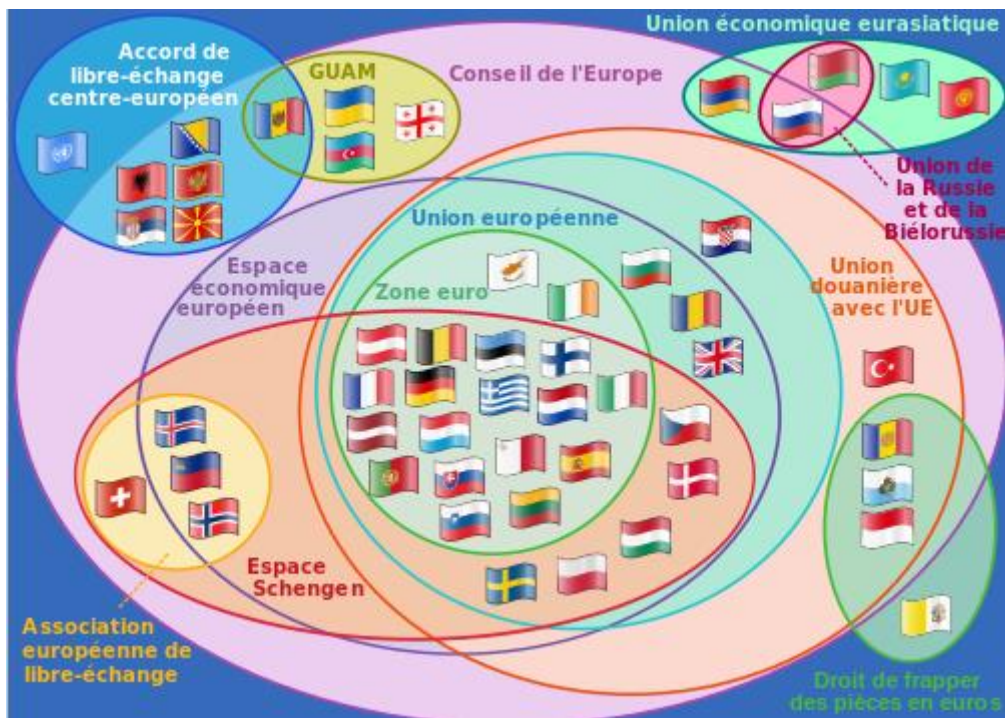 Union économique eurasiatique
Accord de
libre-échange
centre-européen
GUAM
Conseil de l'Europe
Union de
la Russie
et de la
Biélorussie
Union européenne
Espace
économique
européen
Zone euro
Union
douanière
avec l'UE
Espace
Schengen
Association
européenne de
libre-échange
Droit de frapper
des pièces en euros